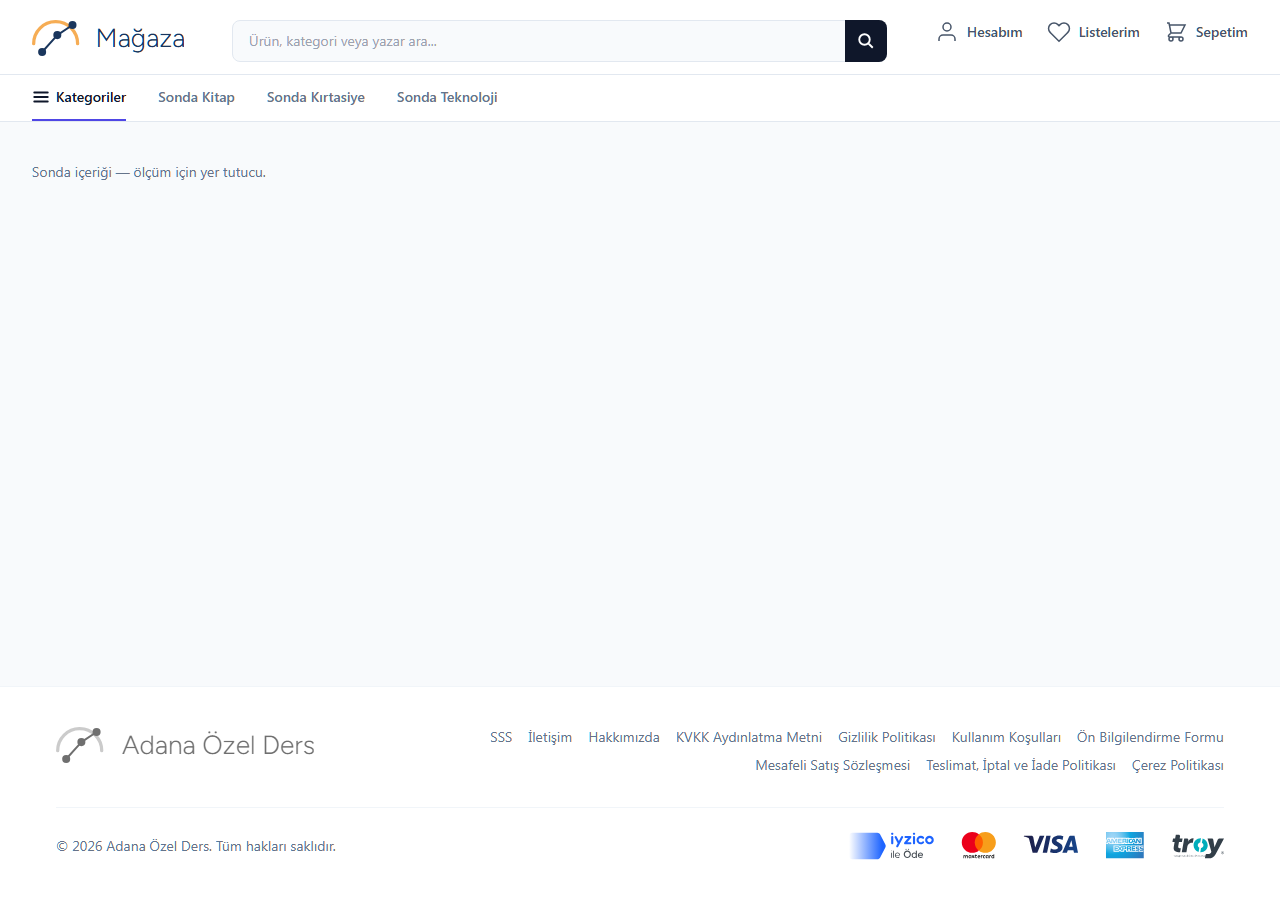 Mağaza
Ürün, kategori veya yazar ara...
Hesabım
Listelerim
Sepetim
Kategoriler
Sonda Kitap
Sonda Kırtasiye
Sonda Teknoloji
Sonda içeriği — ölçüm için yer tutucu.
Adana Özel Ders
SSS İletişim Hakkımızda KVKK Aydınlatma Metni Gizlilik Politikası Kullanım Koşulları Ön Bilgilendirme Formu
Mesafeli Satış Sözleşmesi Teslimat, İptal ve İade Politikası Çerez Politikası
© 2026 Adana Özel Ders. Tüm hakları saklıdır.
iyzico
ile Öde
mastercard
VISA
AMERICAN
EXPRESS
troy